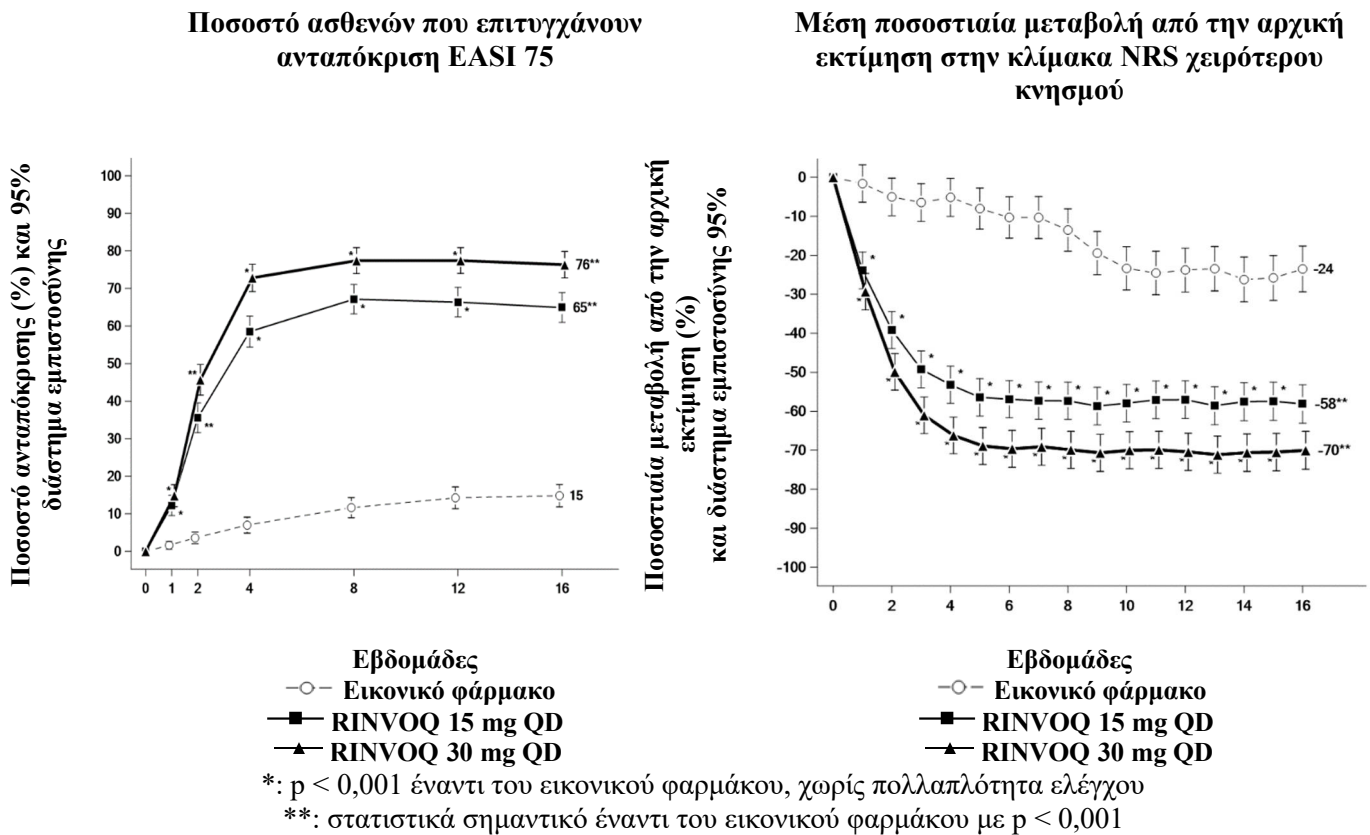 Ποσοστό ασθενών που επιτυγχάνουν
ανταπόκριση EASI 75
Ποσοστό ανταπόκρισης (%) και 95%
διάστημα εμπιστοσύνης
100
90
80
70
60
50
40
30
20
10
0
76**
65**
15
0 1 2 4 8 12 16
Εβδομάδες
Εικονικό φάρμακο
RINVOQ 15 mg QD
RINVOQ 30 mg QD
Μέση ποσοστιαία μεταβολή από την αρχική
εκτίμηση στην κλίμακα NRS χειρότερου
κνησμού
Ποσοστιαία μεταβολή από την αρχική
εκτίμηση (%)
και διάστημα εμπιστοσύνης 95%
0
-10
-20
-30
-40
-50
-60
-70
-80
-90
-100
-24
-58**
-70**
0 2 4 6 8 10 12 14 16
Εβδομάδες
Εικονικό φάρμακο
RINVOQ 15 mg QD
RINVOQ 30 mg QD
*: p < 0,001 έναντι του εικονικού φαρμάκου, χωρίς πολλαπλότητα ελέγχου
**: στατιστικά σημαντικό έναντι του εικονικού φαρμάκου με p < 0,001